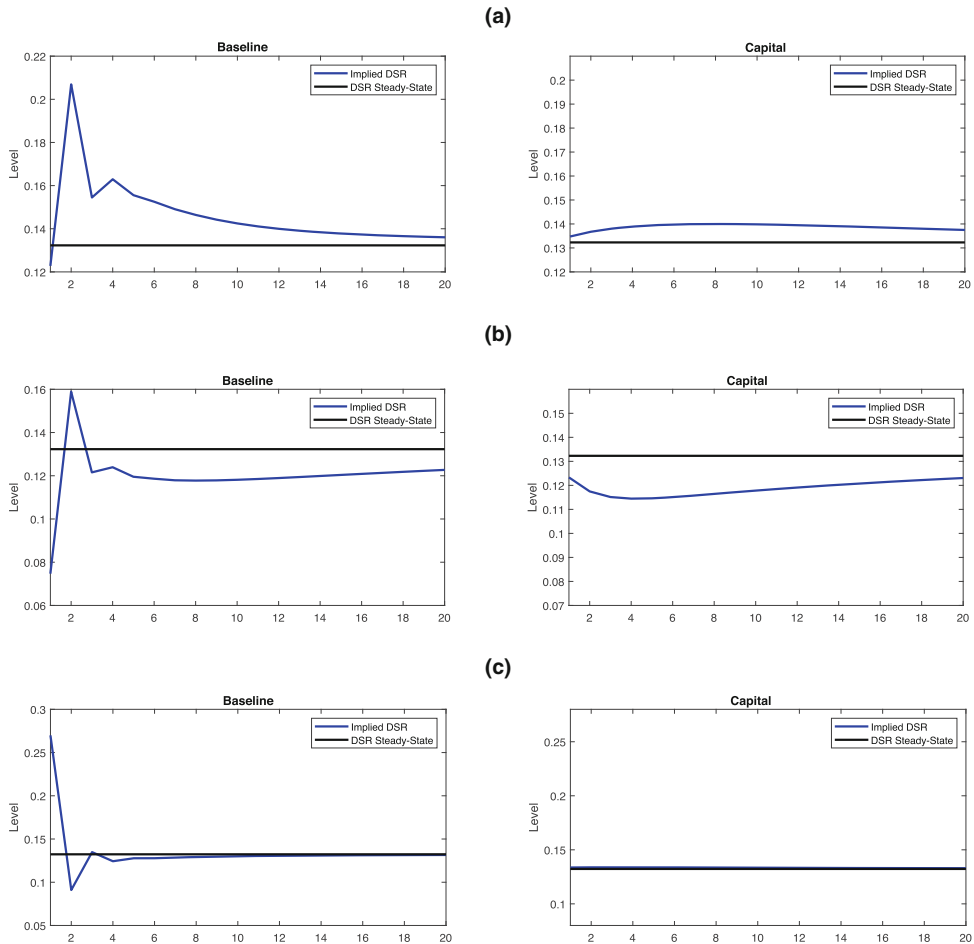 (a)
Baseline
Implied DSR
DSR Steady-State
Level
0.22
0.2
0.18
0.16
0.14
0.12
2 4 6 8 10 12 14 16 18 20
Capital
Implied DSR
DSR Steady-State
Level
0.2
0.19
0.18
0.17
0.16
0.15
0.14
0.13
0.12
2 4 6 8 10 12 14 16 18 20
(b)
Baseline
Implied DSR
DSR Steady-State
Level
0.16
0.14
0.12
0.1
0.08
0.06
2 4 6 8 10 12 14 16 18 20
Capital
Implied DSR
DSR Steady-State
Level
0.15
0.14
0.13
0.12
0.11
0.1
0.09
0.08
0.07
2 4 6 8 10 12 14 16 18 20
(c)
Baseline
Implied DSR
DSR Steady-State
Level
0.3
0.25
0.2
0.15
0.1
0.05
2 4 6 8 10 12 14 16 18 20
Capital
Implied DSR
DSR Steady-State
Level
0.25
0.2
0.15
0.1
2 4 6 8 10 12 14 16 18 20